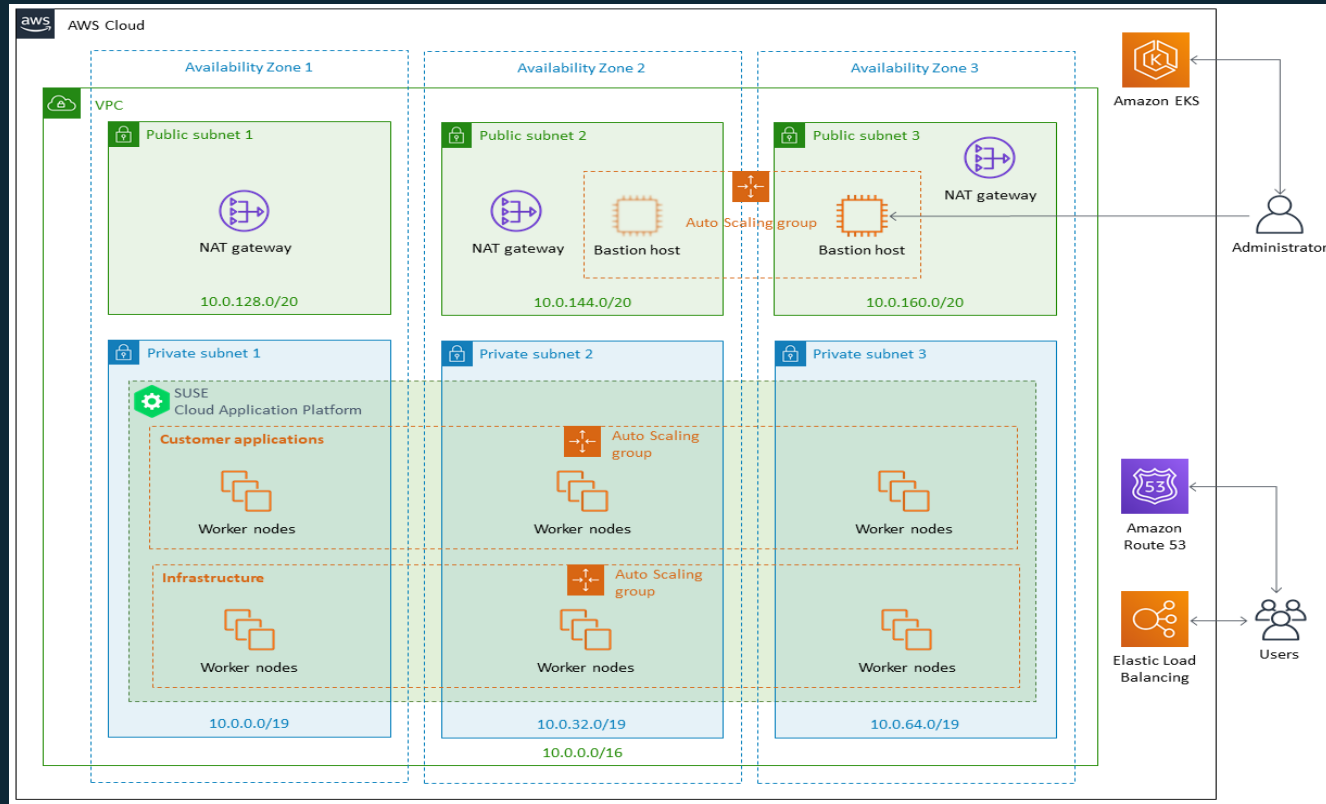 aws
AWS Cloud
Availability Zone 1
Availability Zone 2
Availability Zone 3
Amazon EKS
VPC
Public subnet 1
Public subnet 2
Public subnet 3
NAT gateway
NAT gateway
NAT gateway
Auto Scaling group
Bastion host
Bastion host
Administrator
10.0.128.0/20
10.0.144.0/20
10.0.160.0/20
Private subnet 1
Private subnet 2
Private subnet 3
SUSE
Cloud Application Platform
Customer applications
Auto Scaling
group
Worker nodes
Worker nodes
Worker nodes
53
Amazon
Route 53
Infrastructure
Auto Scaling
group
Worker nodes
Worker nodes
Worker nodes
Elastic Load
Balancing
Users
10.0.0.0/19
10.0.32.0/19
10.0.64.0/19
10.0.0.0/16
K